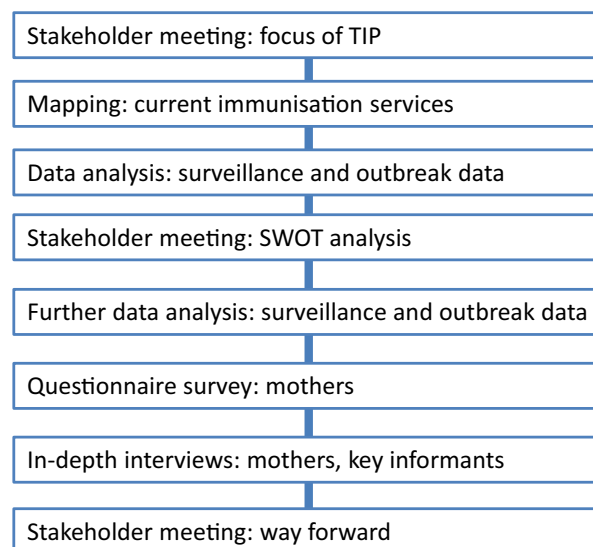 Stakeholder meeting: focus of TIP
Mapping: current immunisation services
Data analysis: surveillance and outbreak data
Stakeholder meeting: SWOT analysis
Further data analysis: surveillance and outbreak data
Questionnaire survey: mothers
In-depth interviews: mothers, key informants
Stakeholder meeting: way forward